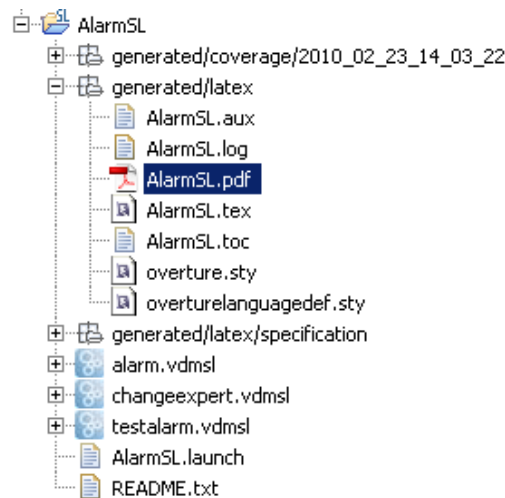 AlarmSL
generated/coverage/2010_02_23_14_03_22
generated/latex
AlarmSL.aux
AlarmSL.log
AlarmSL.pdf
AlarmSL.tex
AlarmSL.toc
overture.sty
overturelanguagedef.sty
generated/latex/specification
alarm.vdmsl
changeexpert.vdmsl
testalarm.vdmsl
AlarmSL.launch
README.txt